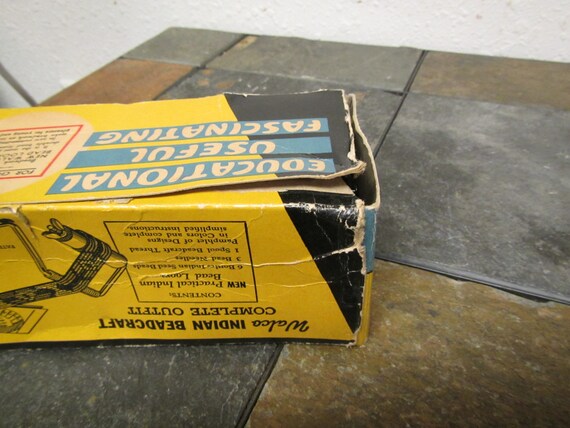 EDUCATIONAL
USEFUL
FASCINATING
Walco INDIAN BEADCRAFT
COMPLETE OUTFIT
CONTENTS:
NEW Practical Indian
Bead Loom
6 Bottles Indian Seed Beads
3 Bead Needles
1 Spool Beadcraft Thread
Pamphlet of Designs
in Colors and complete
simplified instructions